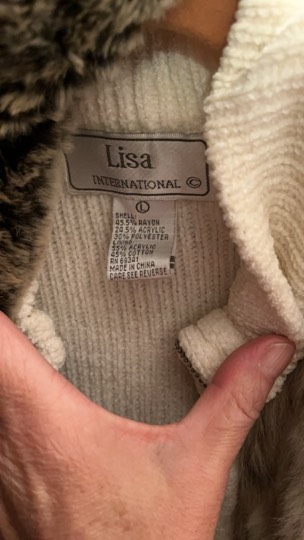 Lisa
INTERNATIONAL ©
L
SHELL:
45.5% RAYON
24.5% ACRYLIC
30% POLYESTER
LINING:
55% ACRYLIC
45% COTTON
RN 69341
MADE IN CHINA
CARE SEE REVERSE